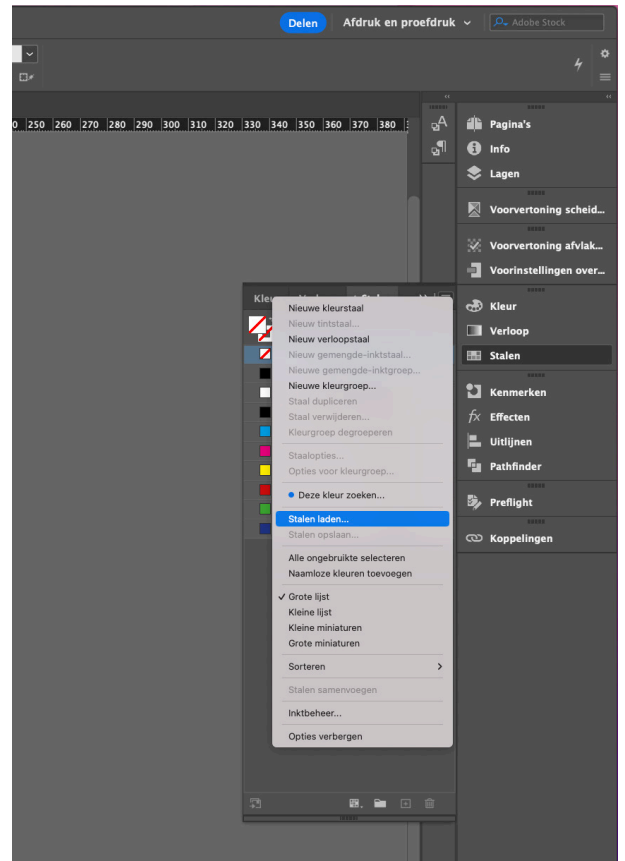 Delen
Afdruk en proefdruk
Adobe Stock
250 260 270 280 290 300 310 320 330 340 350 360 370 380
Pagina's
Info
Lagen
Voorvertoning scheid...
Voorvertoning afvlak...
Voorinstellingen over...
Kleur
Verloop
Stalen
Kenmerken
fx Effecten
Uitlijnen
Pathfinder
Preflight
Koppelingen
Nieuwe kleurstaal
Nieuw tintstaal...
Nieuw verloopstaal
Nieuw gemengde-inktstaal...
Nieuwe gemengde-inktgroep...
Nieuwe kleurgroep...
Staal dupliceren
Staal verwijderen...
Kleurgroep degroeperen
Staalopties...
Opties voor kleurgroep...
Deze kleur zoeken...
Stalen laden...
Stalen opslaan...
Alle ongebruikte selecteren
Naamloze kleuren toevoegen
Grote lijst
Kleine lijst
Kleine miniaturen
Grote miniaturen
Sorteren
Stalen samenvoegen
Inktbeheer...
Opties verbergen